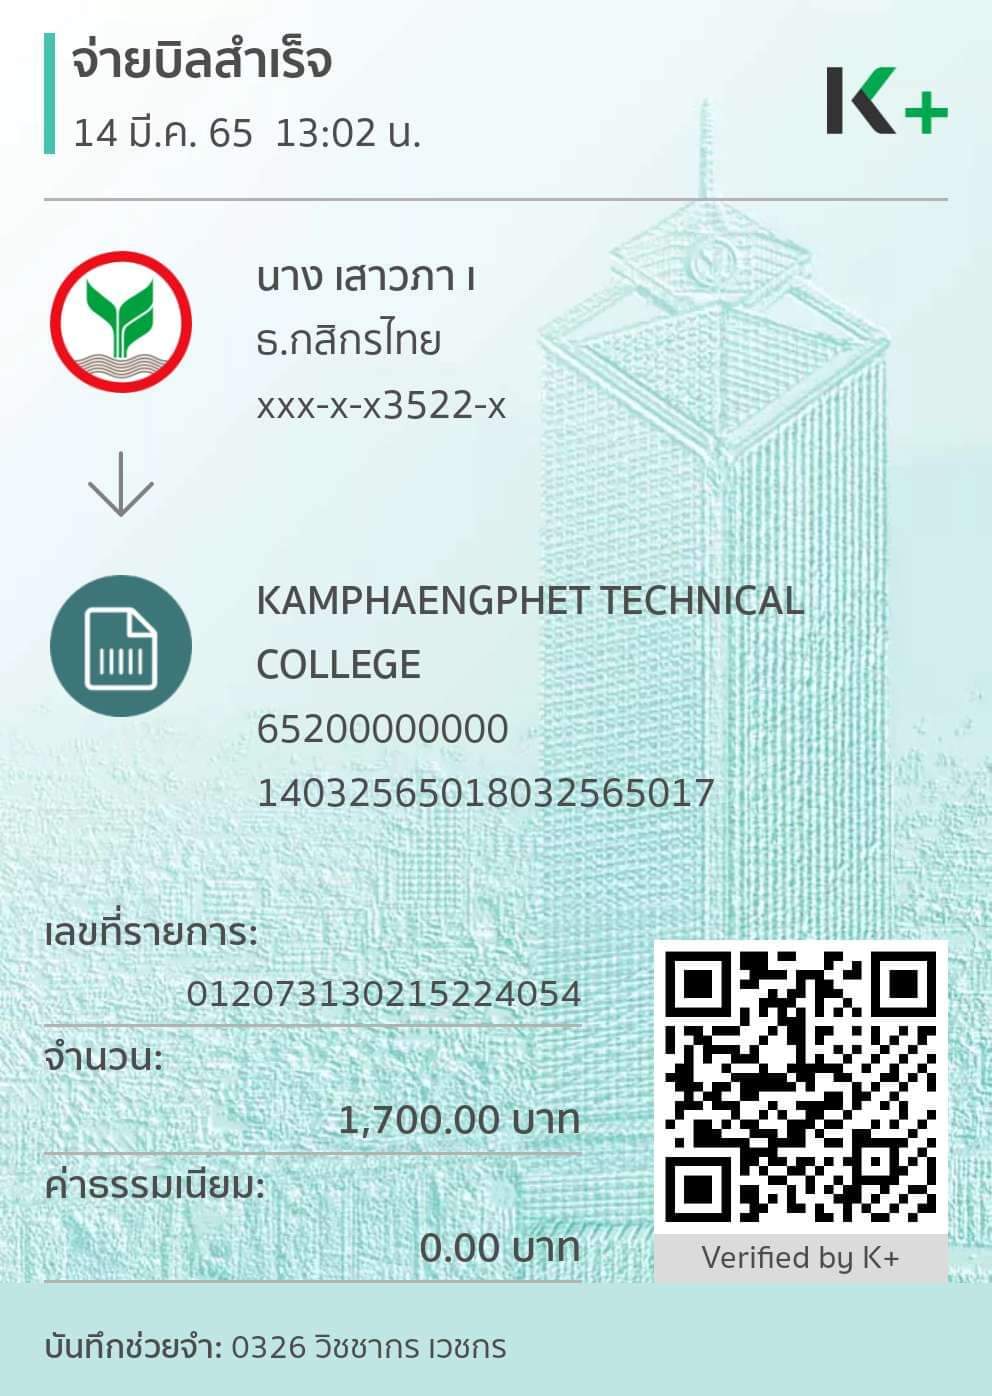 จ่ายบิลสำเร็จ
14 มี.ค. 65 13:02 น.
K+
นาง เสาวภา เ
ธ.กสิกรไทย
xxx-x-x3522-x
KAMPHAENGPHET TECHNICAL
COLLEGE
65200000000
14032565018032565017
เลขที่รายการ:
012073130215224054
จำนวน:
1,700.00 บาท
ค่าธรรมเนียม:
0.00 บาท
Verified by K+
บันทึกช่วยจำ: 0326 วิชชากร เวชกร